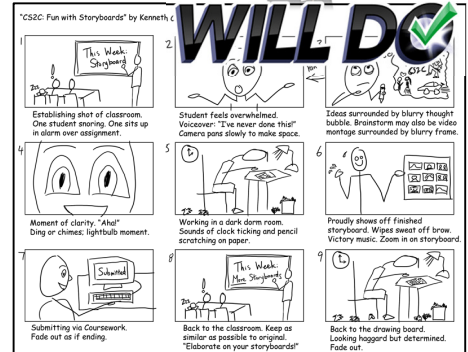 "CS2C: Fun with Storyboards" by Kenneth
WILL DO
1
This Week:
Storyboard
Establishing shot of classroom.
One student snoring. One sits up
in alarm over assignment.
2
Student feels overwhelmed.
Voiceover: "I've never done this!"
Camera pans slowly to make space.
Ideas surrounded by blurry thought
bubble. Brainstorm may also be video
montage surrounded by blurry frame.
4
Moment of clarity. "Aha!"
Ding or chimes; lightbulb moment.
5
Working in a dark dorm room.
Sounds of clock ticking and pencil
scratching on paper.
6
Proudly shows off finished
storyboard. Wipes sweat off brow.
Victory music. Zoom in on storyboard.
7
Submitted
Submitting via Coursework.
Fade out as if ending.
8
This Week:
More Storyboards
Back to the classroom. Keep as
similar as possible to original.
"Elaborate on your storyboards!"
9
Back to the drawing board.
Looking haggard but determined.
Fade out.